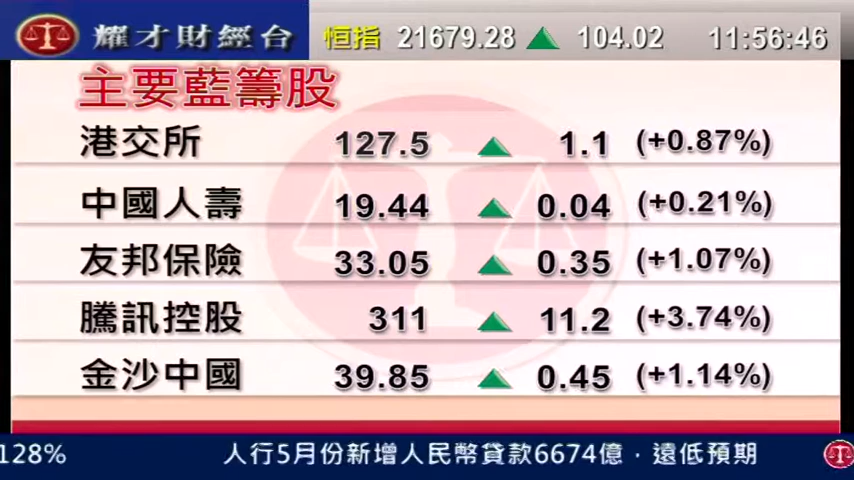 耀才財經台 恒指 21679.28 ▲ 104.02 11:56:46
主要藍籌股
港交所 127.5 ▲ 1.1 (+0.87%)
中國人壽 19.44 ▲ 0.04 (+0.21%)
友邦保險 33.05 ▲ 0.35 (+1.07%)
騰訊控股 311 ▲ 11.2 (+3.74%)
金沙中國 39.85 ▲ 0.45 (+1.14%)
128% 人行5月份新增人民幣貸款6674億，遠低預期